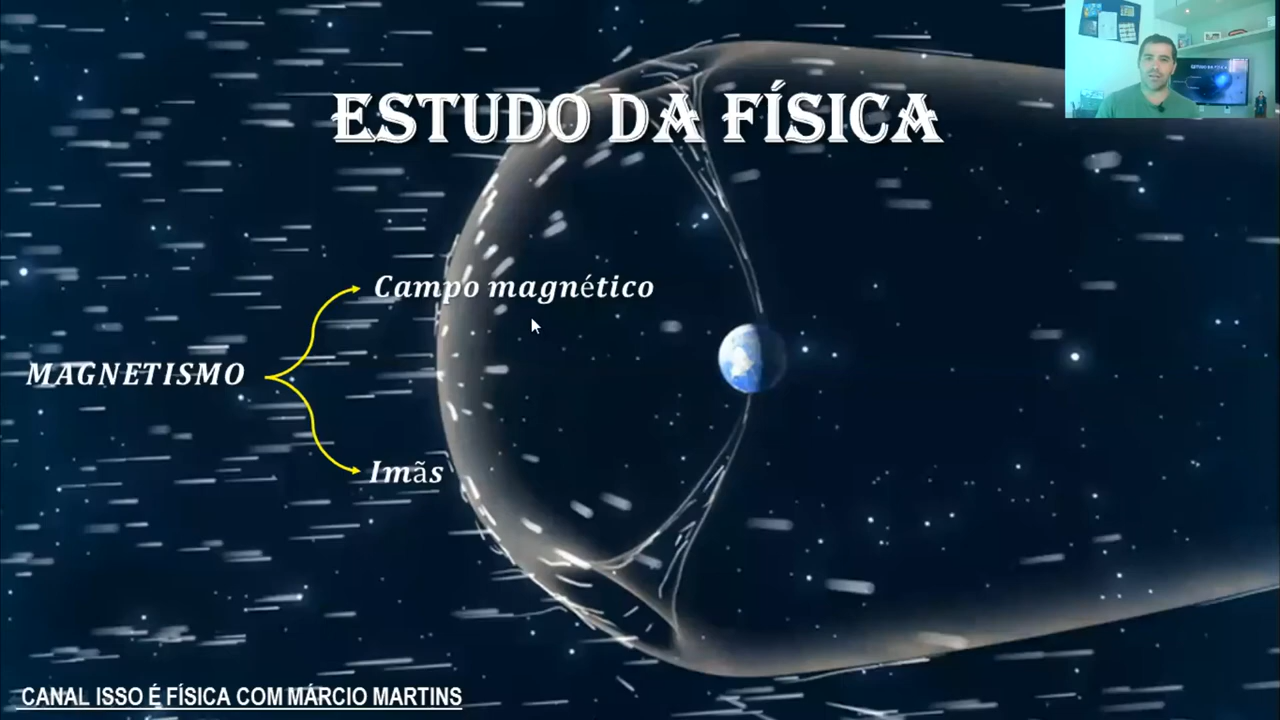 ESTUDO DA FÍSICA
Campo magnético
MAGNETISMO
Imãs
CANAL ISSO É FÍSICA COM MÁRCIO MARTINS